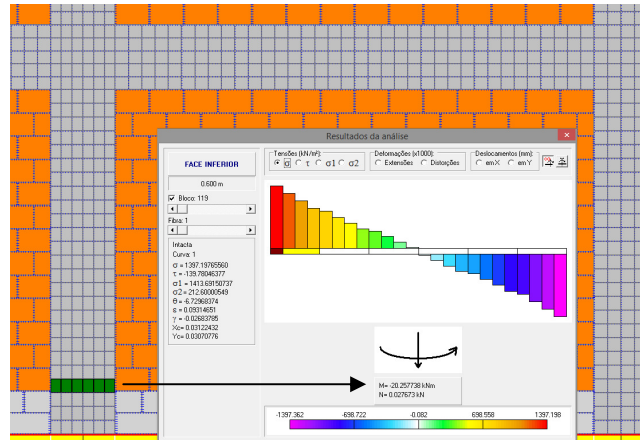 Resultados da análise
FACE INFERIOR
0.600 m
Bloco: 119
Fibra: 1
Intacta
Curva: 1
σ = 1397.19765560
τ = -139.78046377
σ1 = 1413.69150737
σ2 = 212.60000549
θ = -6.72968374
ε = 0.09314651
γ = -0.02683785
Xc= 0.03122432
Yc= 0.03070776
Tensões (kN/m²):
σ τ σ1 σ2
Deformações (x1000):
Extensões Distorções
Deslocamentos (mm):
em X em Y
M= -20.257738 kNm
N= 0.027673 kN
-1397.362 -698.722 -0.082 698.558 1397.198